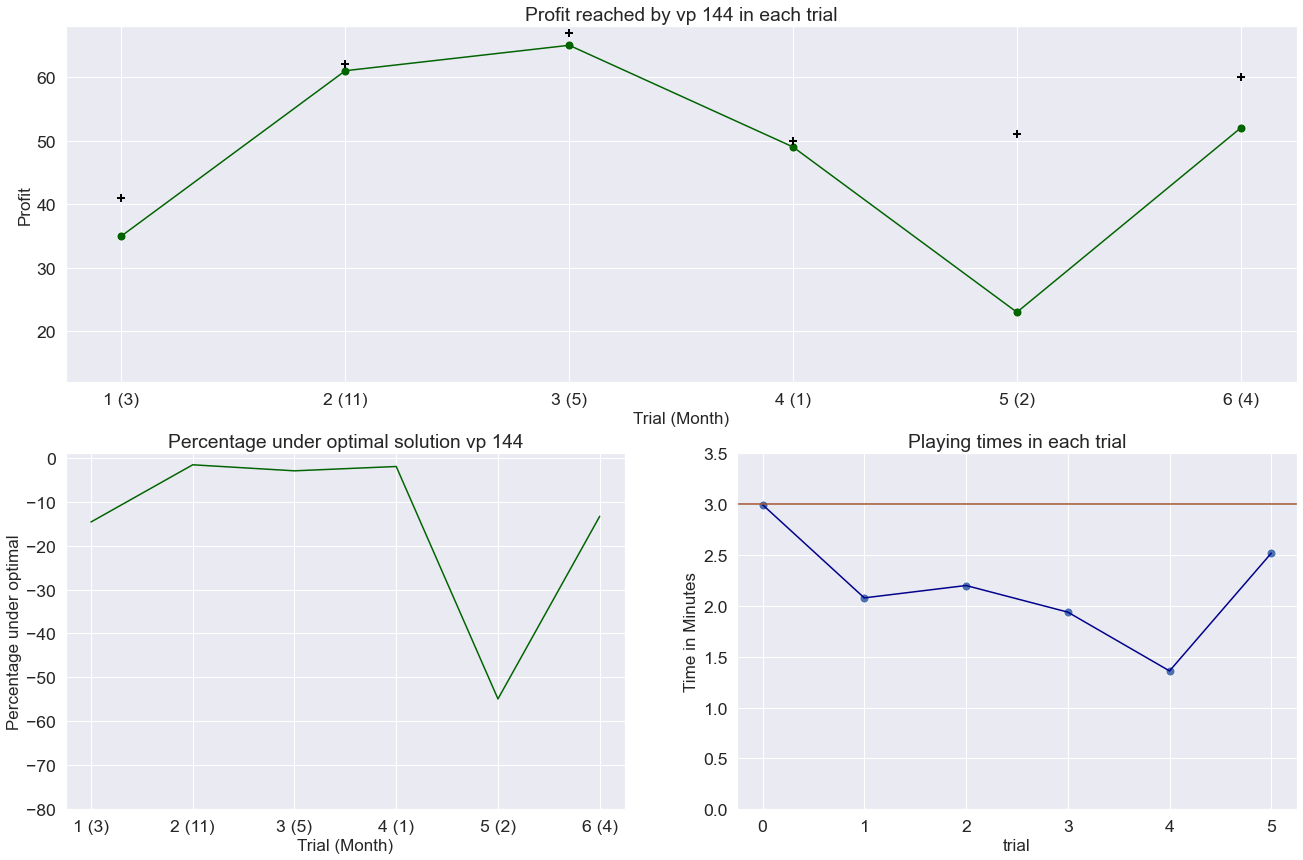 Profit reached by vp 144 in each trial
Profit
60
50
40
30
20
1 (3) 2 (11) 3 (5) 4 (1) 5 (2) 6 (4)
Trial (Month)
Percentage under optimal solution vp 144
Percentage under optimal
0
−10
−20
−30
−40
−50
−60
−70
−80
1 (3) 2 (11) 3 (5) 4 (1) 5 (2) 6 (4)
Trial (Month)
Playing times in each trial
Time in Minutes
3.5
3.0
2.5
2.0
1.5
1.0
0.5
0.0
0 1 2 3 4 5
trial